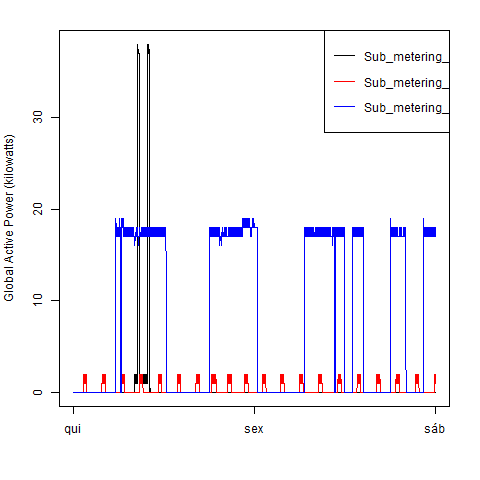 Sub_metering_
Sub_metering_
Sub_metering_
Global Active Power (kilowatts)
30
20
10
0
qui sex sáb